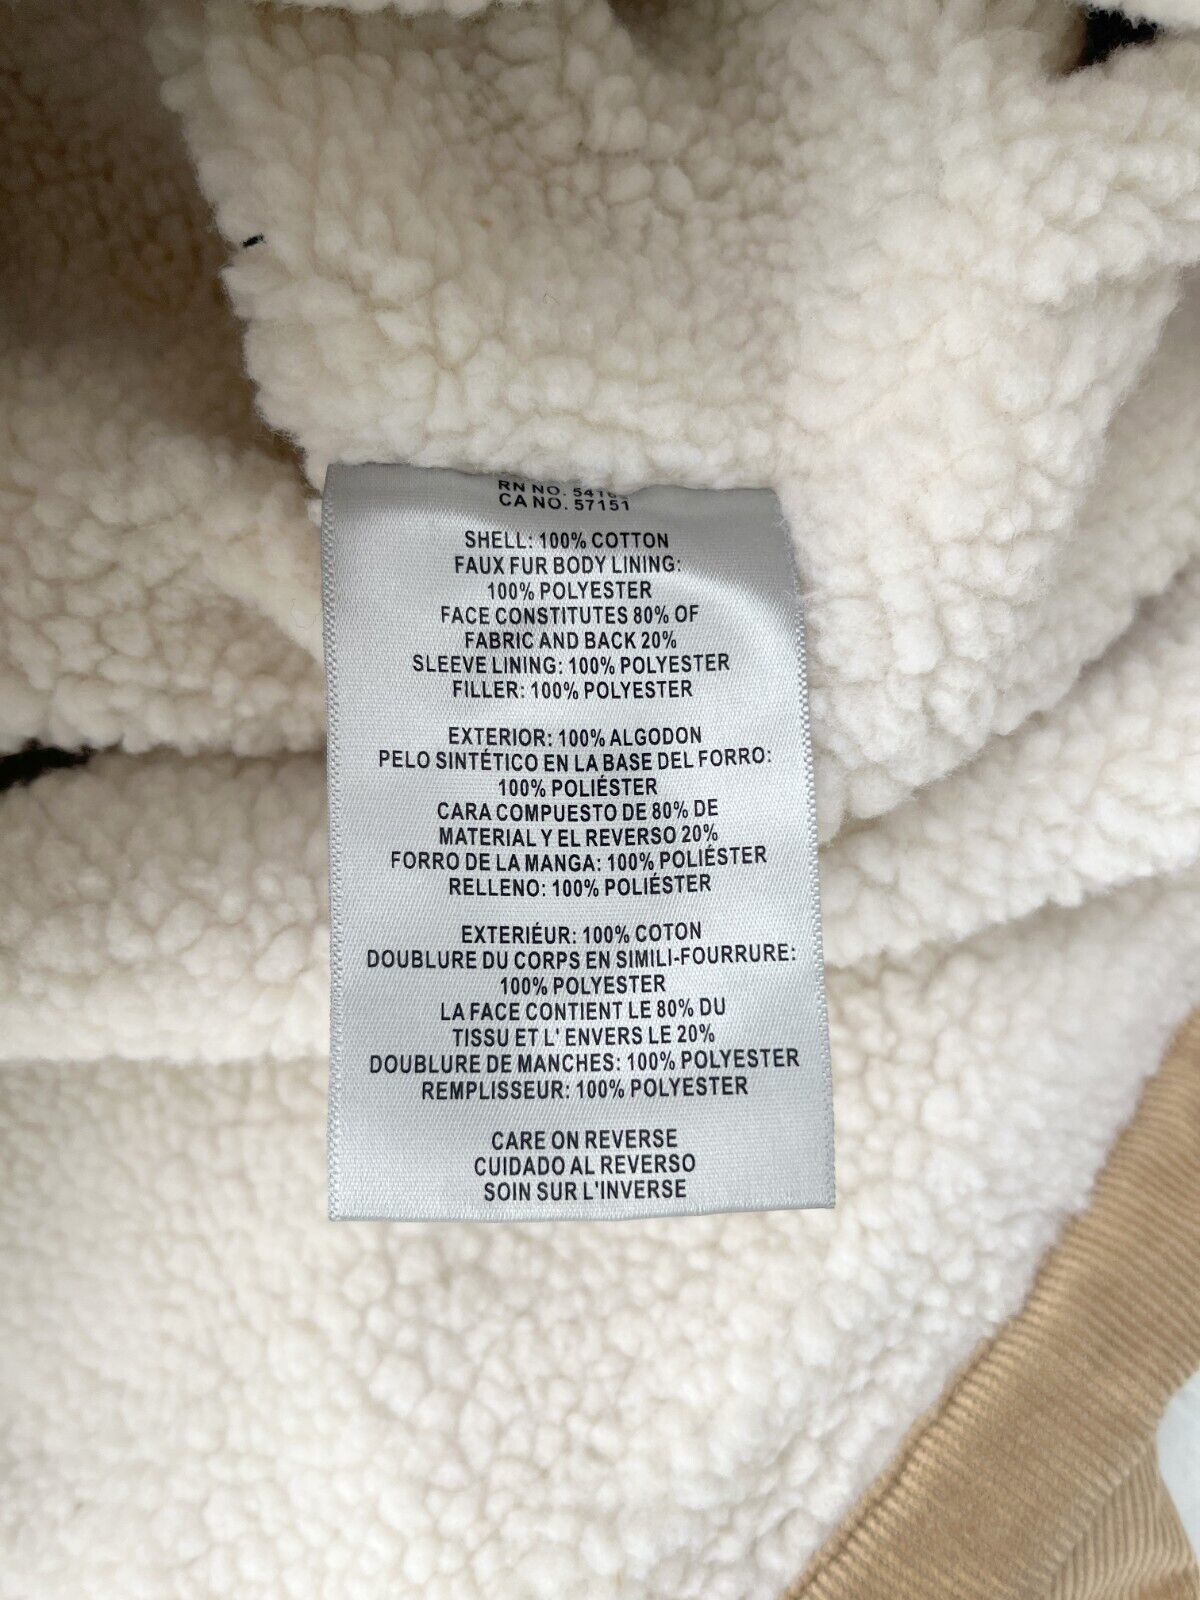 RN NO.
CA NO. 57151
SHELL: 100% COTTON
FAUX FUR BODY LINING:
100% POLYESTER
FACE CONSTITUTES 80% OF
FABRIC AND BACK 20%
SLEEVE LINING: 100% POLYESTER
FILLER: 100% POLYESTER
EXTERIOR: 100% ALGODON
PELO SINTÉTICO EN LA BASE DEL FORRO:
100% POLIÉSTER
CARA COMPUESTO DE 80% DE
MATERIAL Y EL REVERSO 20%
FORRO DE LA MANGA: 100% POLIÉSTER
RELLENO: 100% POLIÉSTER
EXTERIÉUR: 100% COTON
DOUBLURE DU CORPS EN SIMILI-FOURRURE:
100% POLYESTER
LA FACE CONTIENT LE 80% DU
TISSU ET L' ENVERS LE 20%
DOUBLURE DE MANCHES: 100% POLYESTER
REMPLISSEUR: 100% POLYESTER
CARE ON REVERSE
CUIDADO AL REVERSO
SOIN SUR L'INVERSE